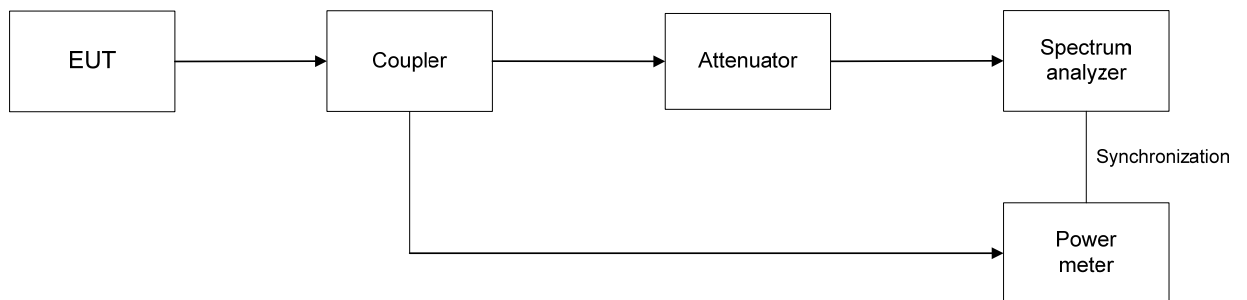 EUT
Coupler
Attenuator
Spectrum
analyzer
Synchronization
Power
meter